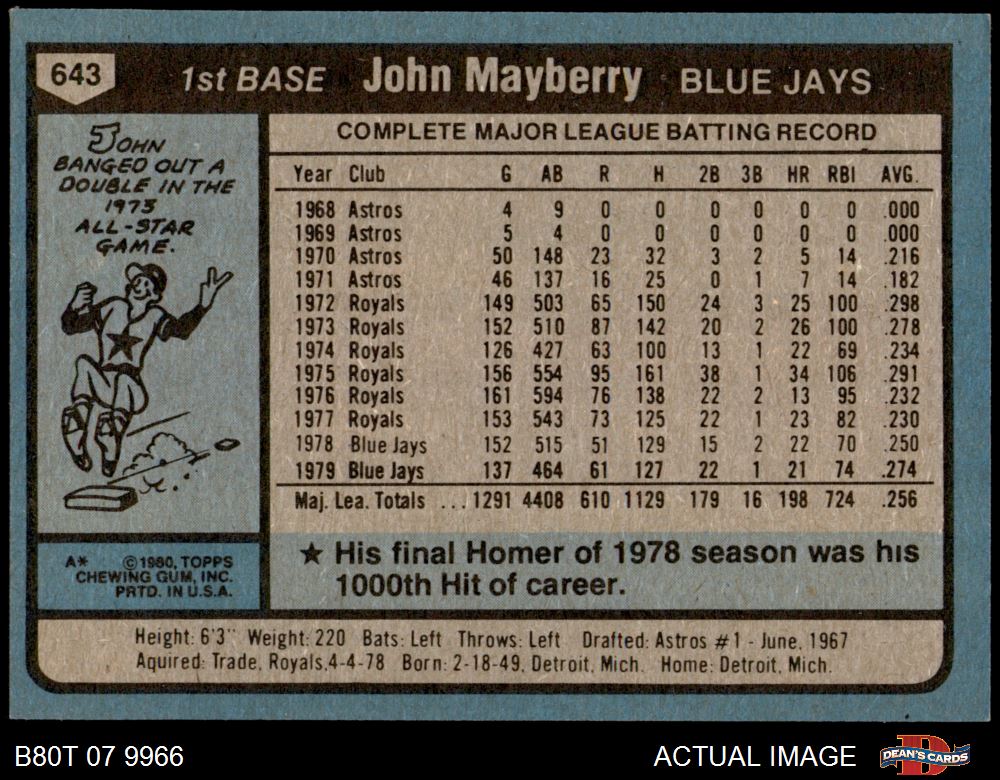 643 1st BASE John Mayberry BLUE JAYS
JOHN
BANGED OUT A
DOUBLE IN THE
1973
ALL-STAR
GAME.
COMPLETE MAJOR LEAGUE BATTING RECORD
Year Club G AB R H 2B 3B HR RBI AVG.
1968 Astros 4 9 0 0 0 0 0 0 .000
1969 Astros 5 4 0 0 0 0 0 0 .000
1970 Astros 50 148 23 32 3 2 5 14 .216
1971 Astros 46 137 16 25 0 1 7 14 .182
1972 Royals 149 503 65 150 24 3 25 100 .298
1973 Royals 152 510 87 142 20 2 26 100 .278
1974 Royals 126 427 63 100 13 1 22 69 .234
1975 Royals 156 554 95 161 38 1 34 106 .291
1976 Royals 161 594 76 138 22 2 13 95 .232
1977 Royals 153 543 73 125 22 1 23 82 .230
1978 Blue Jays 152 515 51 129 15 2 22 70 .250
1979 Blue Jays 137 464 61 127 22 1 21 74 .274
Maj. Lea. Totals ... 1291 4408 610 1129 179 16 198 724 .256
A* ©1980, TOPPS
CHEWING GUM, INC.
PRTD. IN U.S.A.
★ His final Homer of 1978 season was his
1000th Hit of career.
Height: 6'3" Weight: 220 Bats: Left Throws: Left Drafted: Astros #1 - June, 1967
Aquired: Trade, Royals, 4-4-78 Born: 2-18-49, Detroit, Mich. Home: Detroit, Mich.
B80T 07 9966 ACTUAL IMAGE DEAN'S CARDS